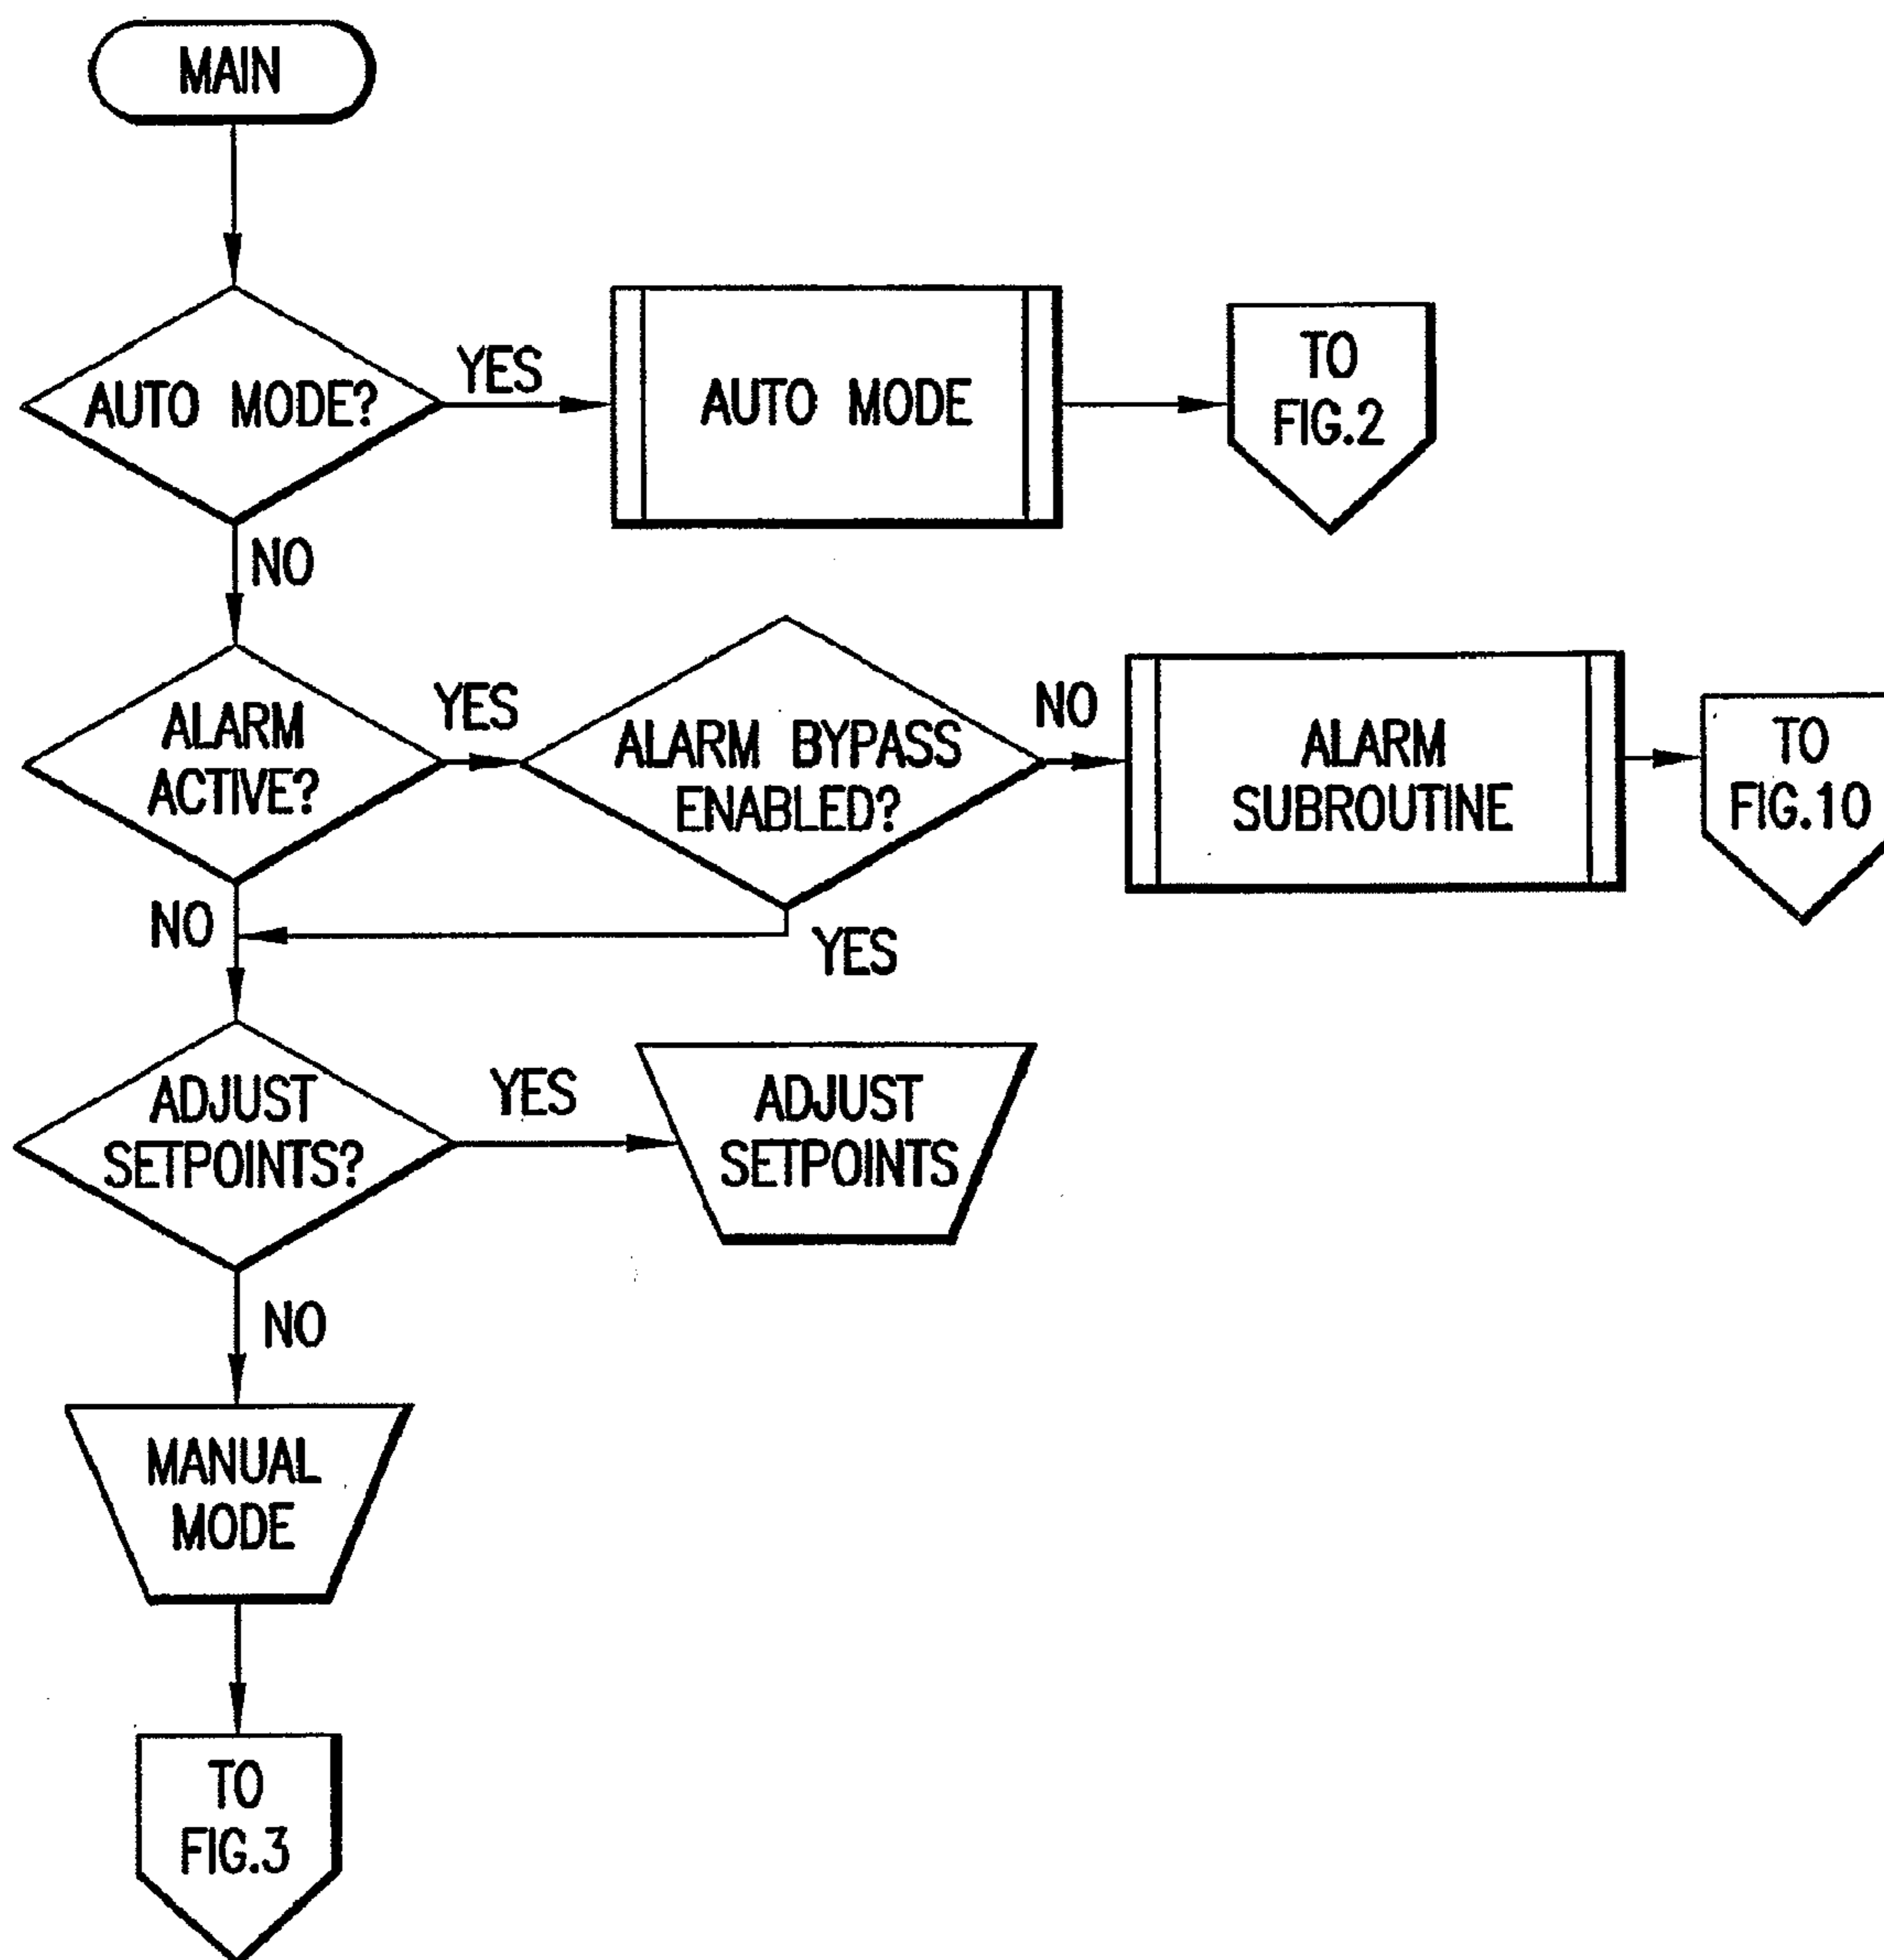 MAIN
AUTO MODE?
YES
AUTO MODE
TO
FIG.2
NO
ALARM
ACTIVE?
YES
ALARM BYPASS
ENABLED?
NO
ALARM
SUBROUTINE
TO
FIG.10
NO
YES
ADJUST
SETPOINTS?
YES
ADJUST
SETPOINTS
NO
MANUAL
MODE
TO
FIG.3